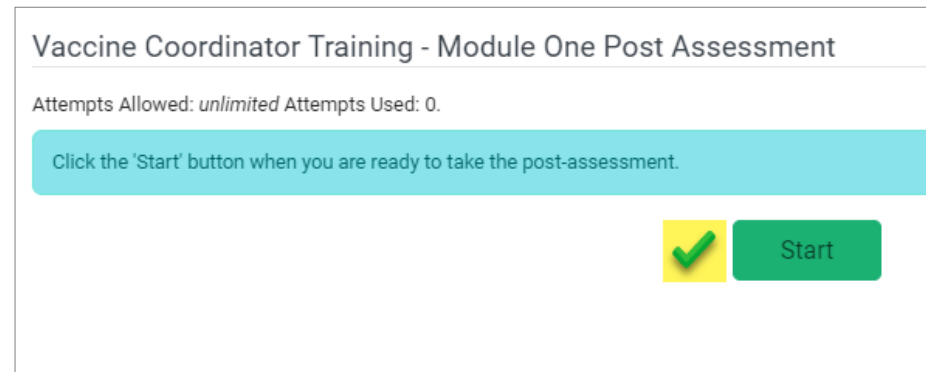 Vaccine Coordinator Training - Module One Post Assessment
Attempts Allowed: unlimited Attempts Used: 0.
Click the 'Start' button when you are ready to take the post-assessment.
Start